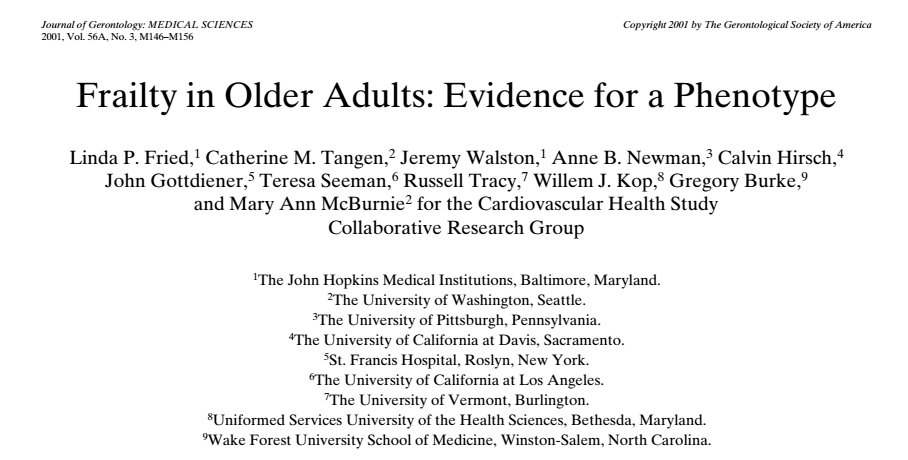 Journal of Gerontology: MEDICAL SCIENCES
2001, Vol. 56A, No. 3, M146–M156
Copyright 2001 by The Gerontological Society of America
Frailty in Older Adults: Evidence for a Phenotype
Linda P. Fried,¹ Catherine M. Tangen,² Jeremy Walston,¹ Anne B. Newman,³ Calvin Hirsch,⁴
John Gottdiener,⁵ Teresa Seeman,⁶ Russell Tracy,⁷ Willem J. Kop,⁸ Gregory Burke,⁹
and Mary Ann McBurnie² for the Cardiovascular Health Study
Collaborative Research Group
¹The John Hopkins Medical Institutions, Baltimore, Maryland.
²The University of Washington, Seattle.
³The University of Pittsburgh, Pennsylvania.
⁴The University of California at Davis, Sacramento.
⁵St. Francis Hospital, Roslyn, New York.
⁶The University of California at Los Angeles.
⁷The University of Vermont, Burlington.
⁸Uniformed Services University of the Health Sciences, Bethesda, Maryland.
⁹Wake Forest University School of Medicine, Winston-Salem, North Carolina.